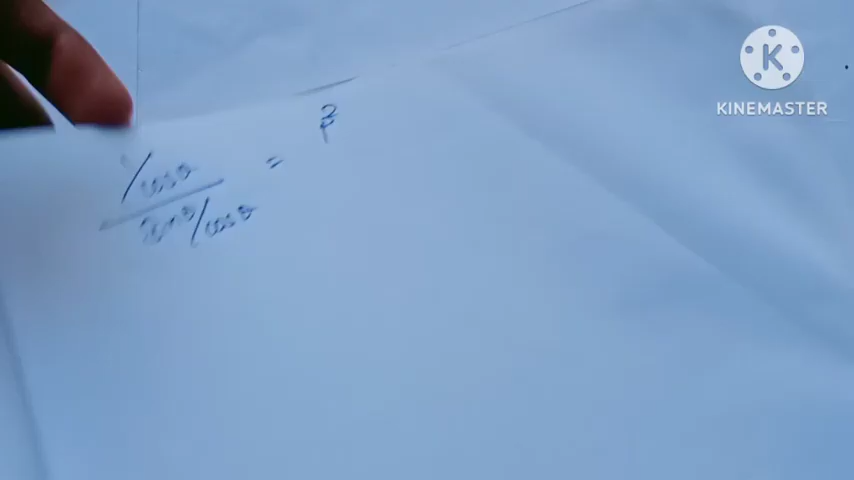 1/cosθ
sinθ/cosθ =
K
KINEMASTER